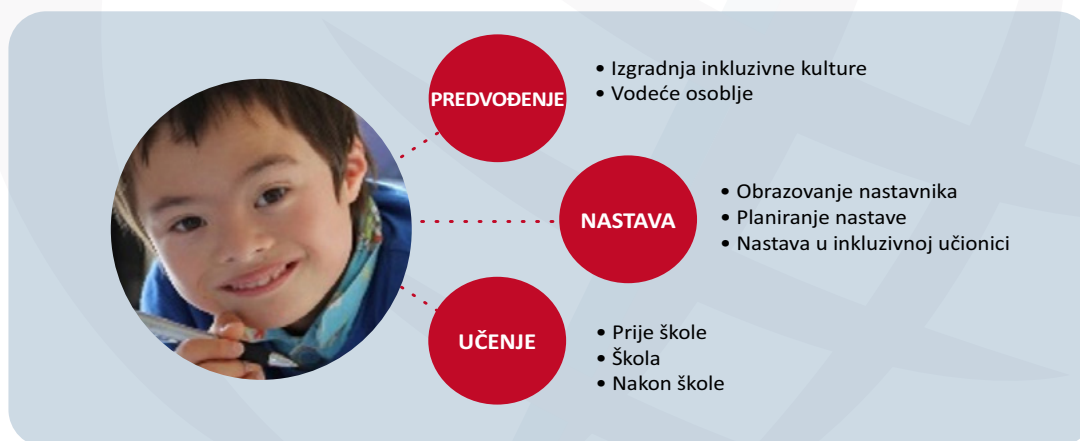 PREDVOĐENJE
• Izgradnja inkluzivne kulture
• Vodeće osoblje
NASTAVA
• Obrazovanje nastavnika
• Planiranje nastave
• Nastava u inkluzivnoj učionici
UČENJE
• Prije škole
• Škola
• Nakon škole